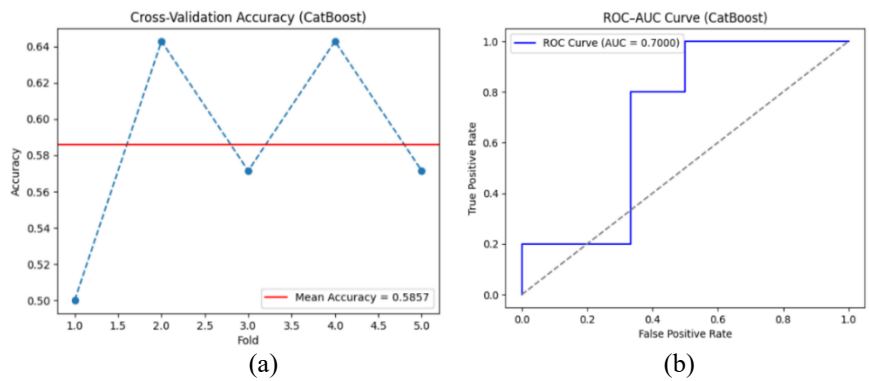 Cross-Validation Accuracy (CatBoost)
0.64
0.62
0.60
0.58
0.56
0.54
0.52
0.50
Accuracy
Mean Accuracy = 0.5857
1.0 1.5 2.0 2.5 3.0 3.5 4.0 4.5 5.0
Fold
(a)
ROC–AUC Curve (CatBoost)
ROC Curve (AUC = 0.7000)
1.0
0.8
0.6
0.4
0.2
0.0
True Positive Rate
0.0 0.2 0.4 0.6 0.8 1.0
False Positive Rate
(b)